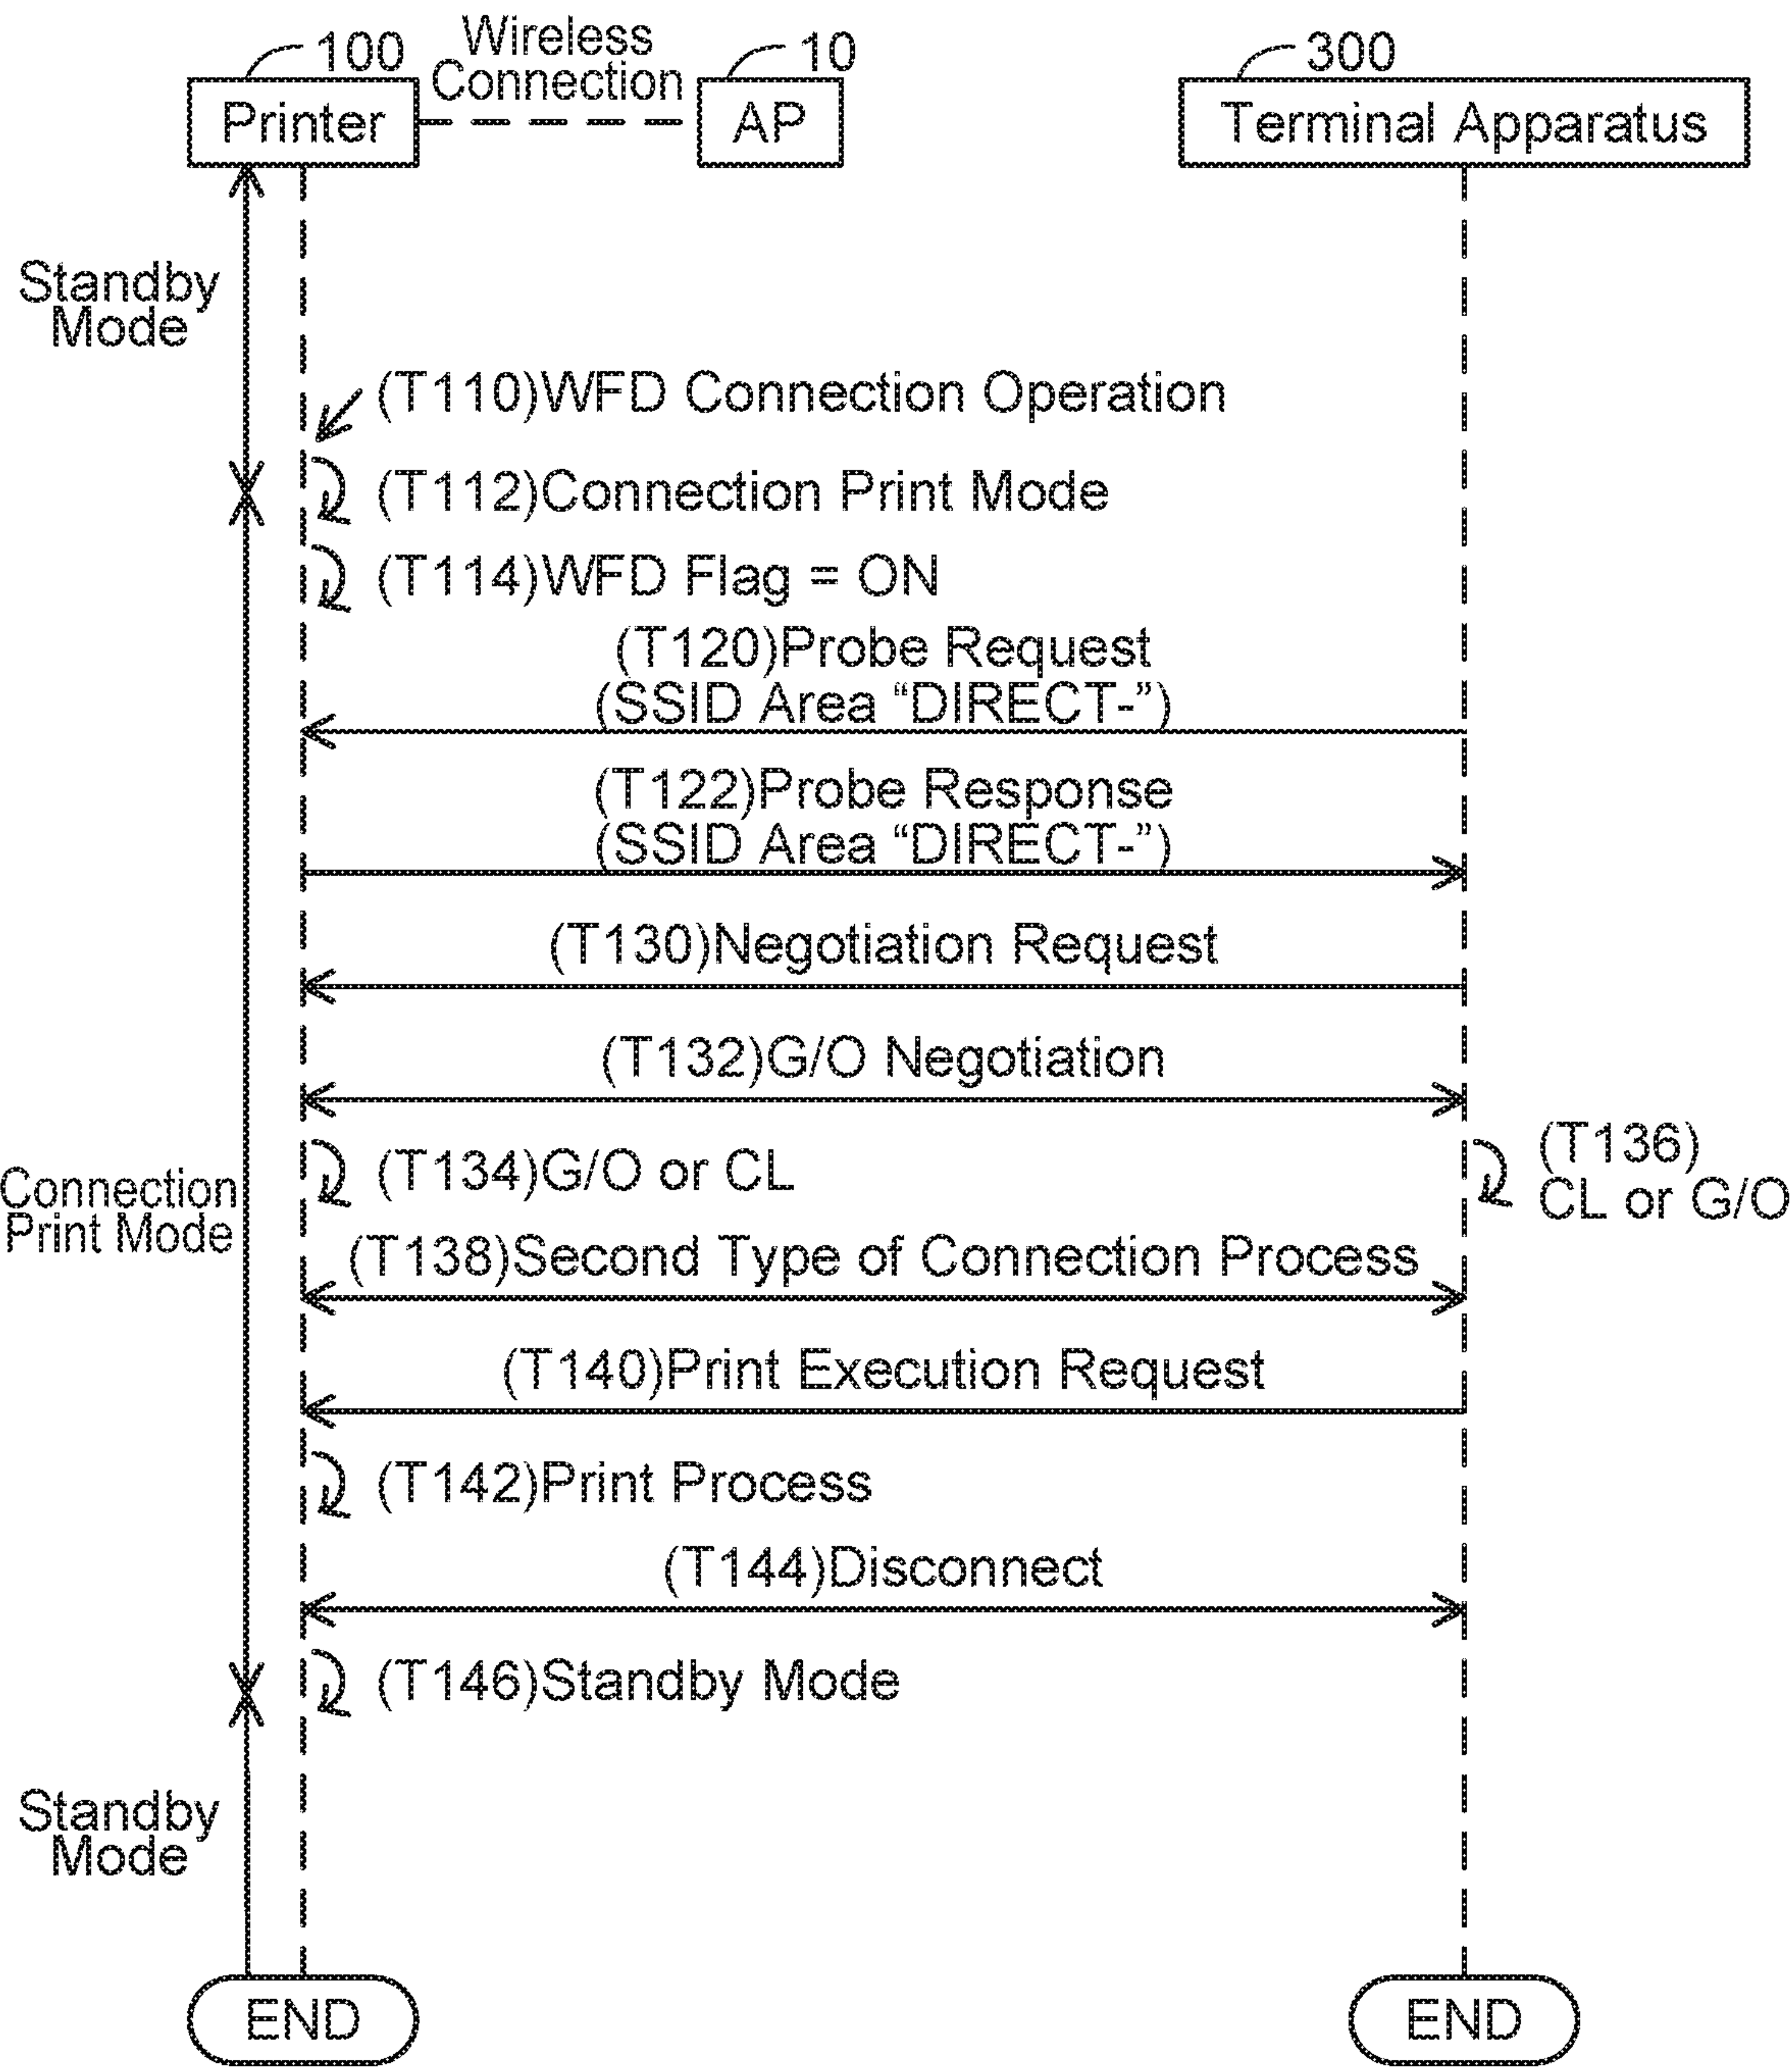 100
Wireless
Connection
10
300
Printer
AP
Terminal Apparatus
Standby
Mode
(T110)WFD Connection Operation
(T112)Connection Print Mode
(T114)WFD Flag = ON
(T120)Probe Request
(SSID Area “DIRECT-”)
(T122)Probe Response
(SSID Area “DIRECT-”)
(T130)Negotiation Request
(T132)G/O Negotiation
(T134)G/O or CL
(T136)
CL or G/O
Connection
Print Mode
(T138)Second Type of Connection Process
(T140)Print Execution Request
(T142)Print Process
(T144)Disconnect
(T146)Standby Mode
Standby
Mode
END
END